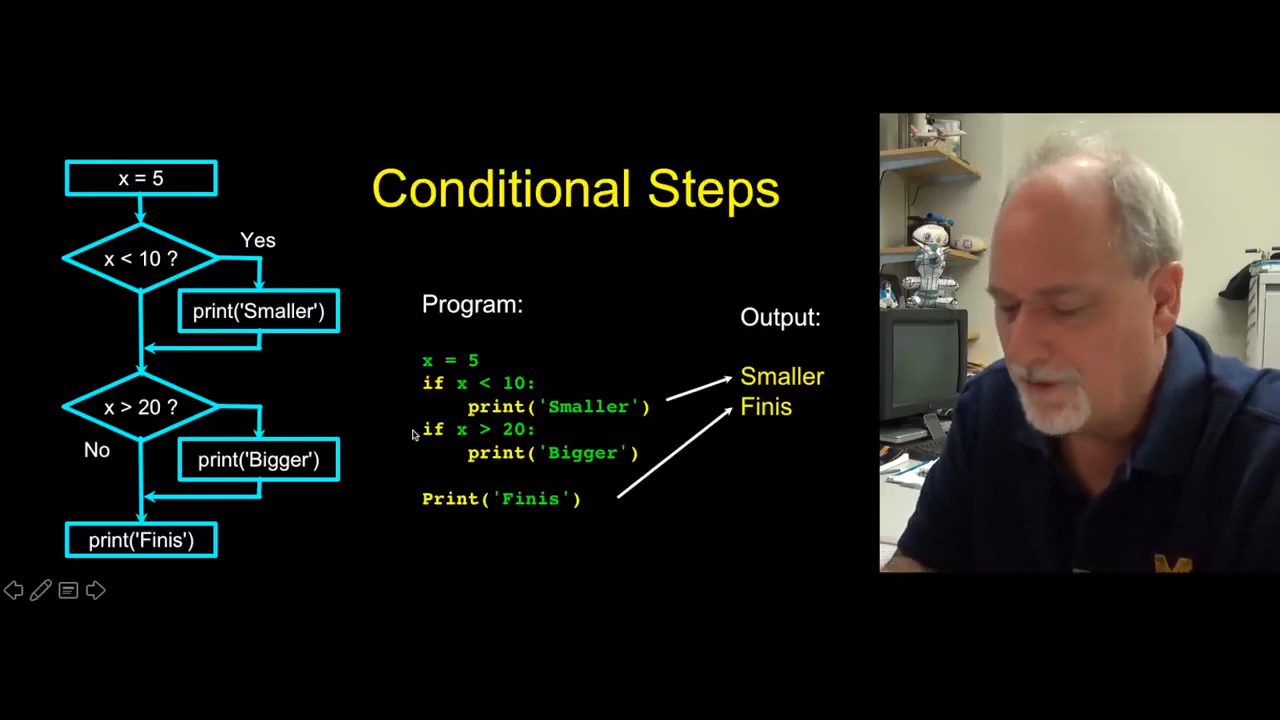 Conditional Steps
x = 5
x < 10 ?
Yes
print('Smaller')
x > 20 ?
No
print('Bigger')
print('Finis')
Program:
x = 5
if x < 10:
    print('Smaller')
if x > 20:
    print('Bigger')
Print('Finis')
Output:
Smaller
Finis
M